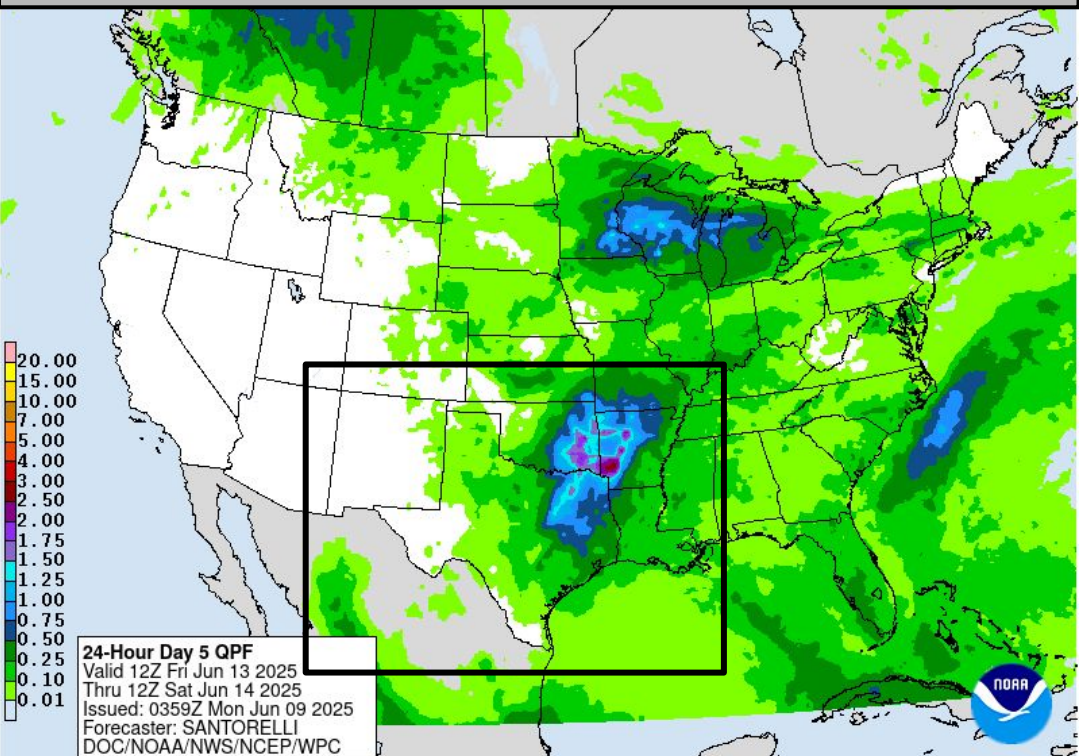 20.00
15.00
10.00
7.00
5.00
4.00
3.00
2.50
2.00
1.75
1.50
1.25
1.00
0.75
0.50
0.25
0.10
0.01
24-Hour Day 5 QPF
Valid 12Z Fri Jun 13 2025
Thru 12Z Sat Jun 14 2025
Issued: 0359Z Mon Jun 09 2025
Forecaster: SANTORELLI
DOC/NOAA/NWS/NCEP/WPC
NOAA